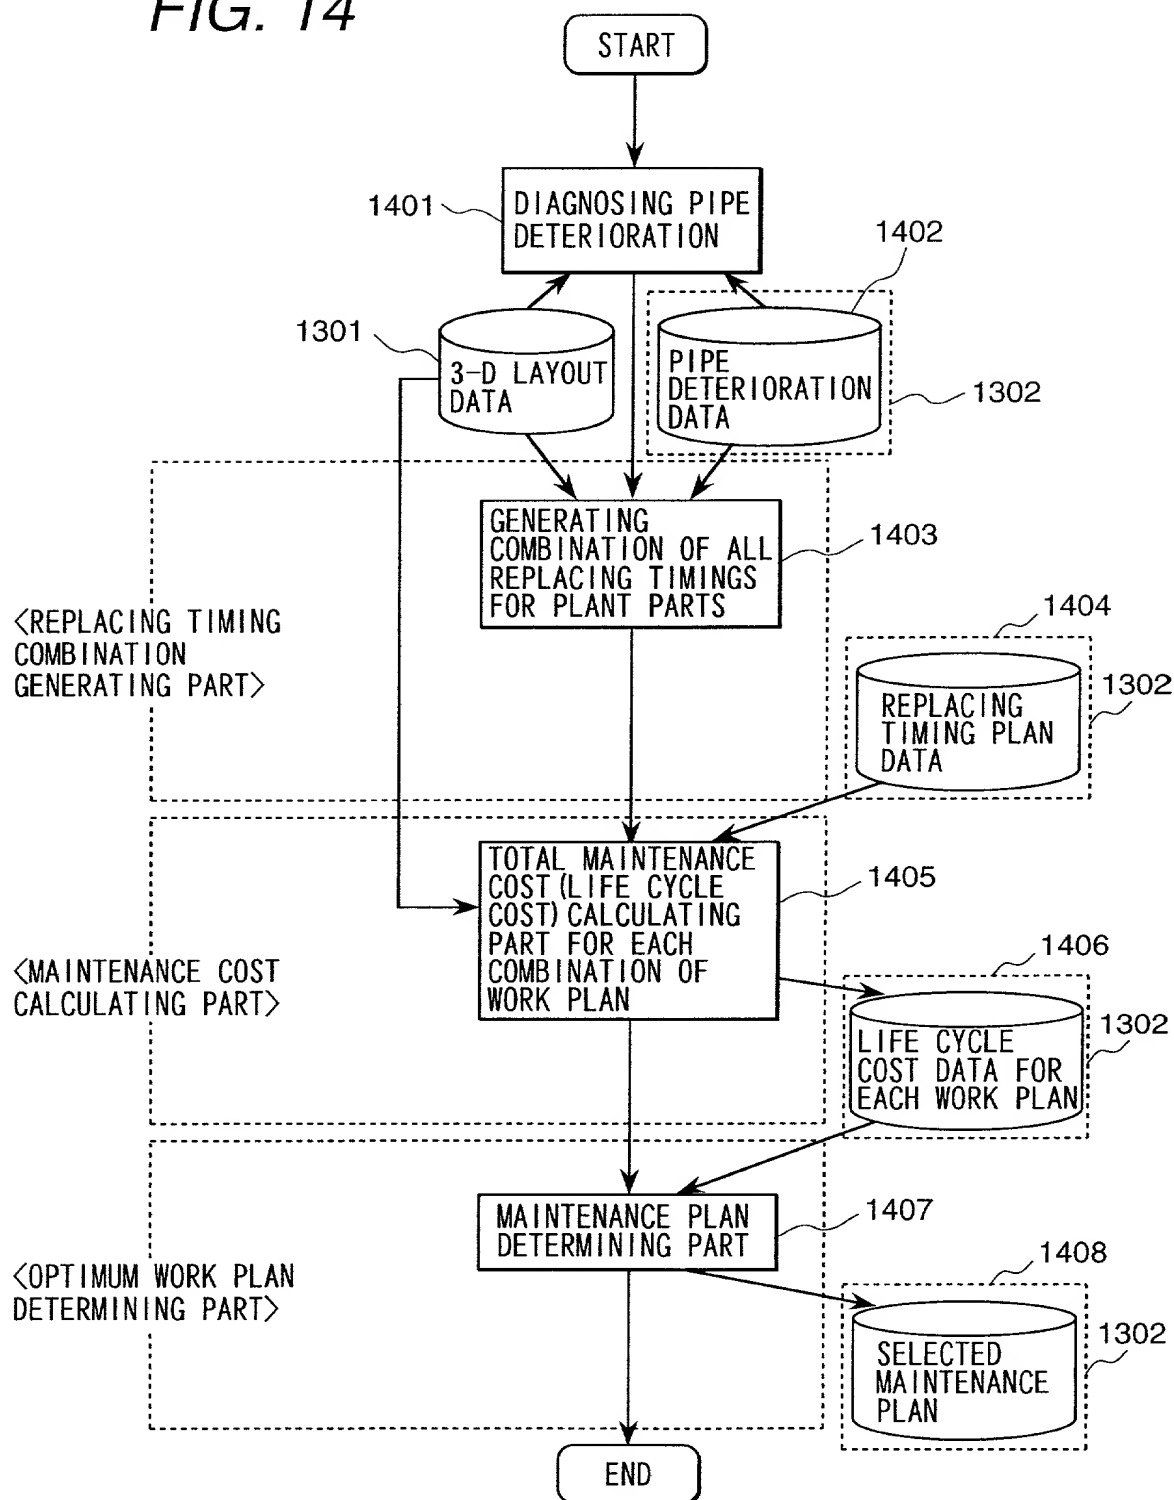 FIG. 14
START
1401
DIAGNOSING PIPE
DETERIORATION
1402
1301
3-D LAYOUT
DATA
PIPE
DETERIORATION
DATA
1302
GENERATING
COMBINATION OF ALL
REPLACING TIMINGS
FOR PLANT PARTS
1403
<REPLACING TIMING
COMBINATION
GENERATING PART>
1404
1302
REPLACING
TIMING PLAN
DATA
TOTAL MAINTENANCE
COST(LIFE CYCLE
COST)CALCULATING
PART FOR EACH
COMBINATION OF
WORK PLAN
1405
<MAINTENANCE COST
CALCULATING PART>
1406
1302
LIFE CYCLE
COST DATA FOR
EACH WORK PLAN
MAINTENANCE PLAN
DETERMINING PART
1407
<OPTIMUM WORK PLAN
DETERMINING PART>
1408
1302
SELECTED
MAINTENANCE
PLAN
END